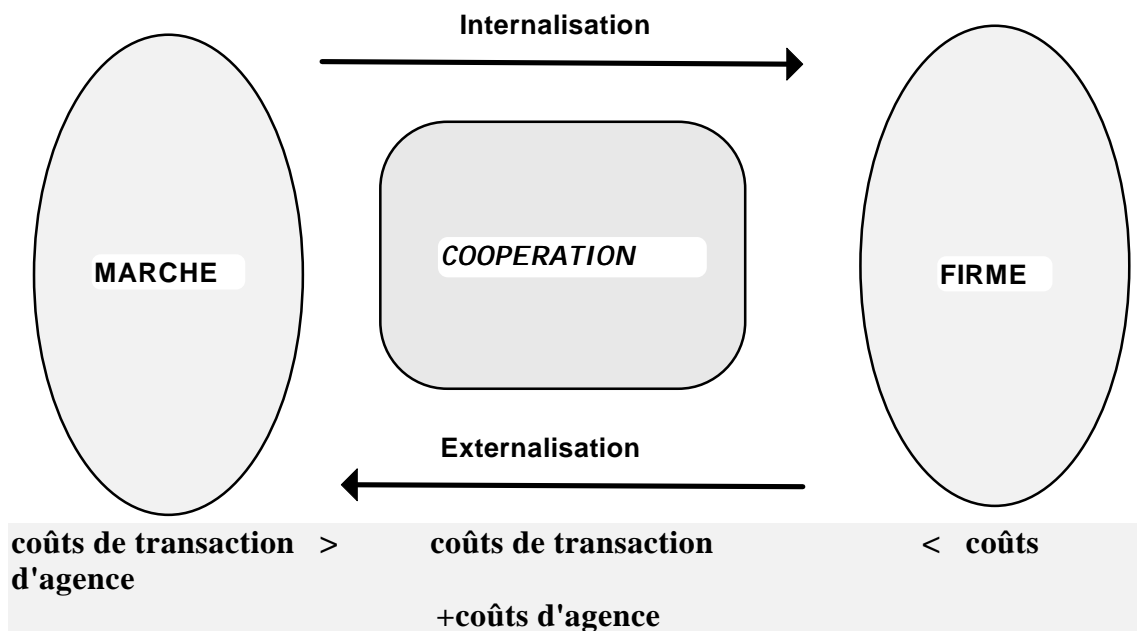 Internalisation
MARCHE
COOPERATION
FIRME
Externalisation
coûts de transaction > coûts de transaction < coûts
d'agence
+coûts d'agence